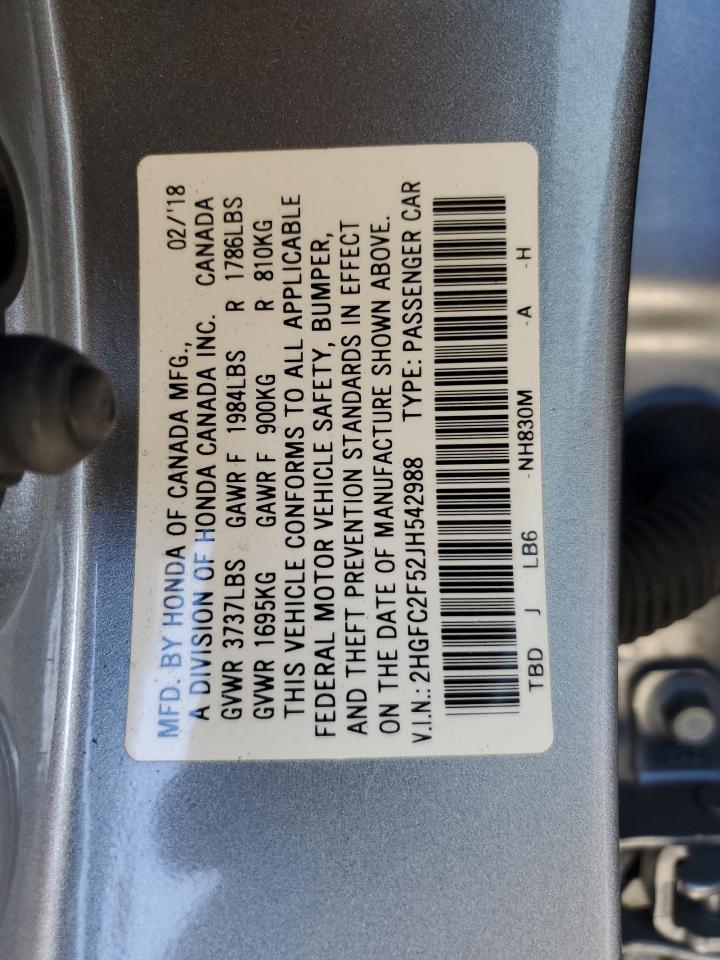 MFD. BY HONDA OF CANADA MFG., 02/'18
A DIVISION OF HONDA CANADA INC. CANADA
GVWR 3737LBS GAWR F 1984LBS R 1786LBS
GVWR 1695KG GAWR F 900KG R 810KG
THIS VEHICLE CONFORMS TO ALL APPLICABLE
FEDERAL MOTOR VEHICLE SAFETY, BUMPER,
AND THEFT PREVENTION STANDARDS IN EFFECT
ON THE DATE OF MANUFACTURE SHOWN ABOVE.
V.I.N.: 2HGFC2F52JH542988 TYPE: PASSENGER CAR
TBD J LB6 -NH830M -A -H